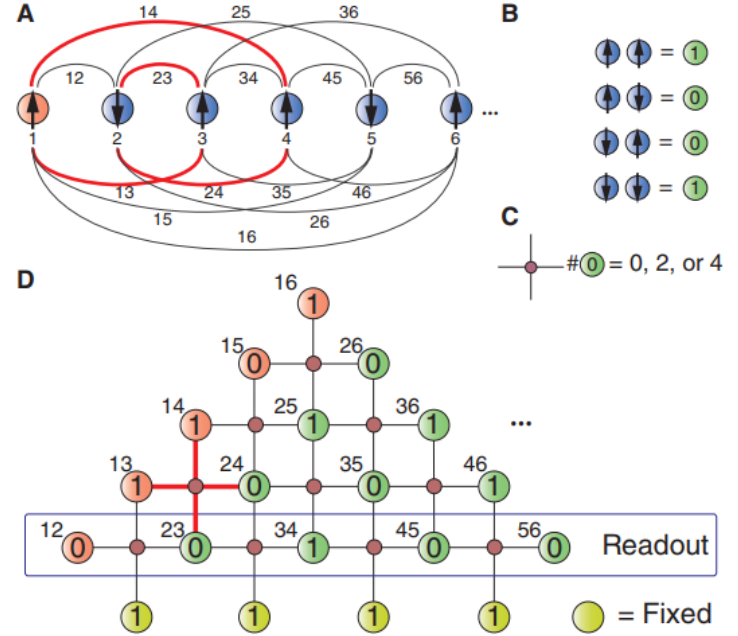 A
14 25 36
12 23 34 45 56
...
1 2 3 4 5 6
13 24 35 46
15 26
16
B
= 1
= 0
= 0
= 1
C
#0 = 0, 2, or 4
D
16
1
15 26
0 0
14 25 36
1 1 1
...
13 24 35 46
1 0 0 1
12 23 34 45 56
0 0 1 0 0 Readout
1 1 1 1 = Fixed